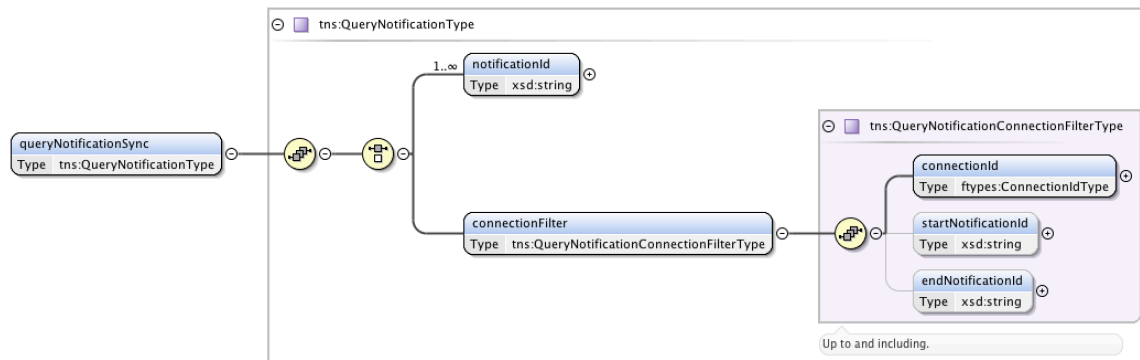 tns:QueryNotificationType
1..∞
notificationId
Type xsd:string
tns:QueryNotificationConnectionFilterType
queryNotificationSync
Type tns:QueryNotificationType
connectionId
Type ftypes:ConnectionIdType
connectionFilter
Type tns:QueryNotificationConnectionFilterType
startNotificationId
Type xsd:string
endNotificationId
Type xsd:string
Up to and including.